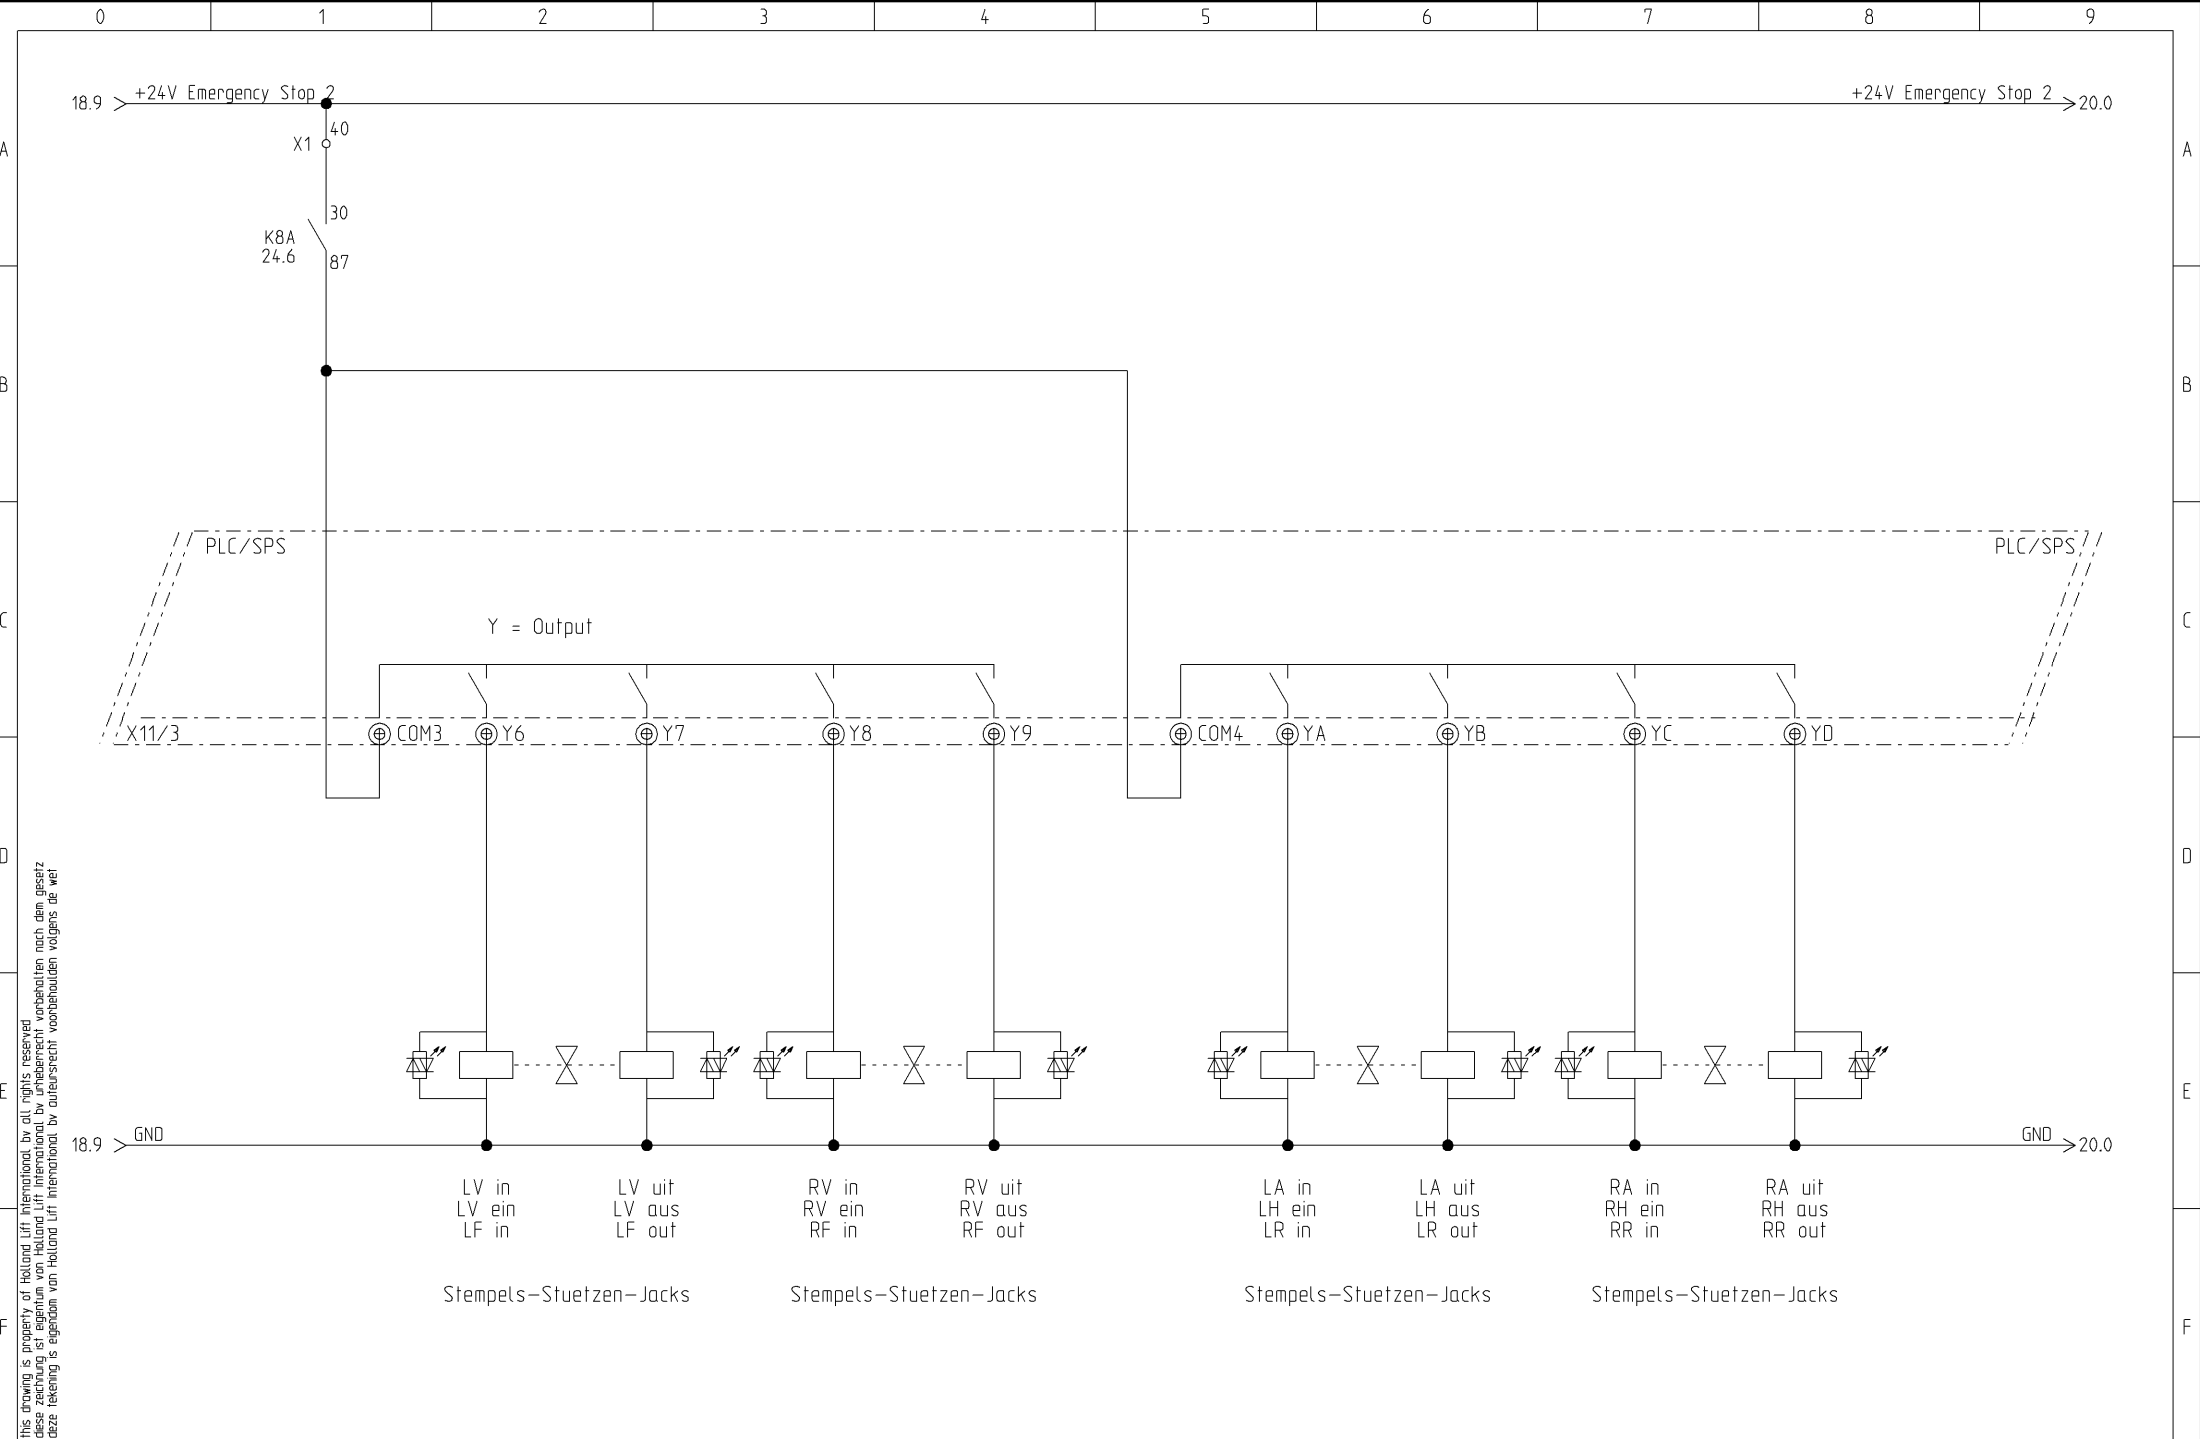 0 1 2 3 4 5 6 7 8 9
18.9 +24V Emergency Stop 2 +24V Emergency Stop 2 20.0
40
A X1 A
30
K8A
24.6 87
B B
PLC/SPS PLC/SPS
C Y = Output C
X11/3 COM3 Y6 Y7 Y8 Y9 COM4 YA YB YC YD
D D
E E
18.9 GND GND 20.0
LV in LV uit RV in RV uit LA in LA uit RA in RA uit
LV ein LV aus RV ein RV aus LH ein LH aus RH ein RH aus
LF in LF out RF in RF out LR in LR out RR in RR out
Stempels-Stuetzen-Jacks Stempels-Stuetzen-Jacks Stempels-Stuetzen-Jacks Stempels-Stuetzen-Jacks
F F
this drawing is property of Holland Lift International bv all rights reserved
diese zeichnung ist eigentum von Holland Lift International bv urheberrecht vorbehalten nach dem gesetz
deze tekening is eigendom van Holland Lift International bv auteursrecht voorbehoulden volgens de wet